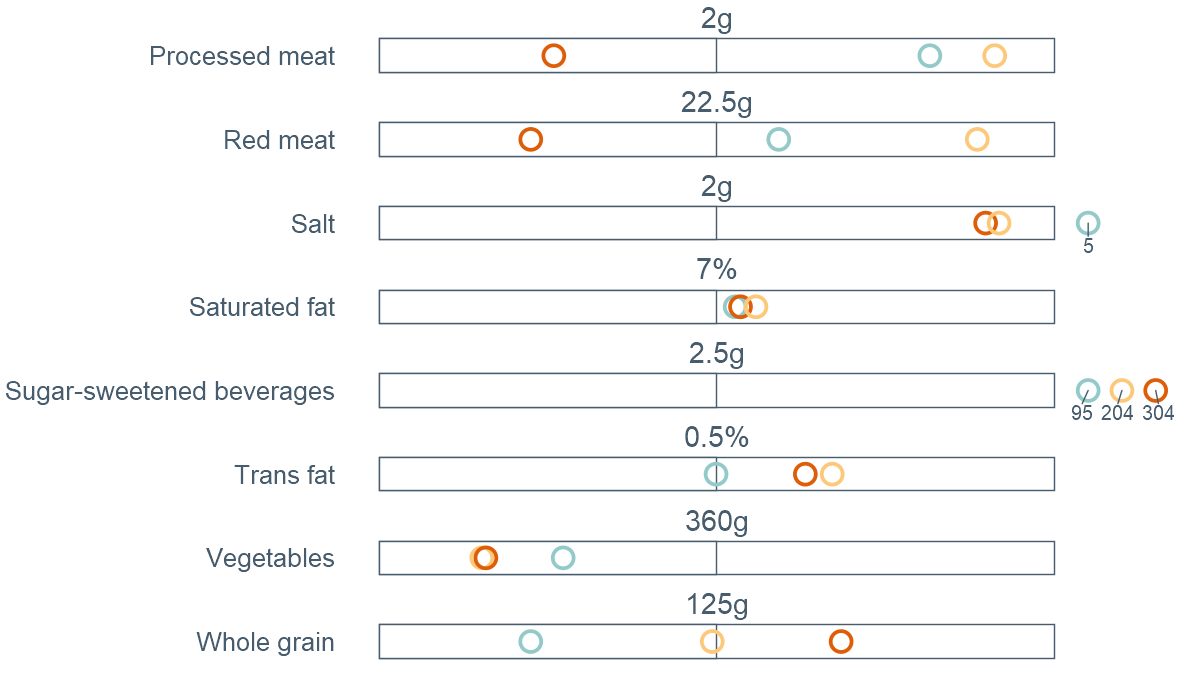 2g
Processed meat
22.5g
Red meat
2g
Salt
5
7%
Saturated fat
2.5g
Sugar-sweetened beverages
95 204 304
0.5%
Trans fat
360g
Vegetables
125g
Whole grain